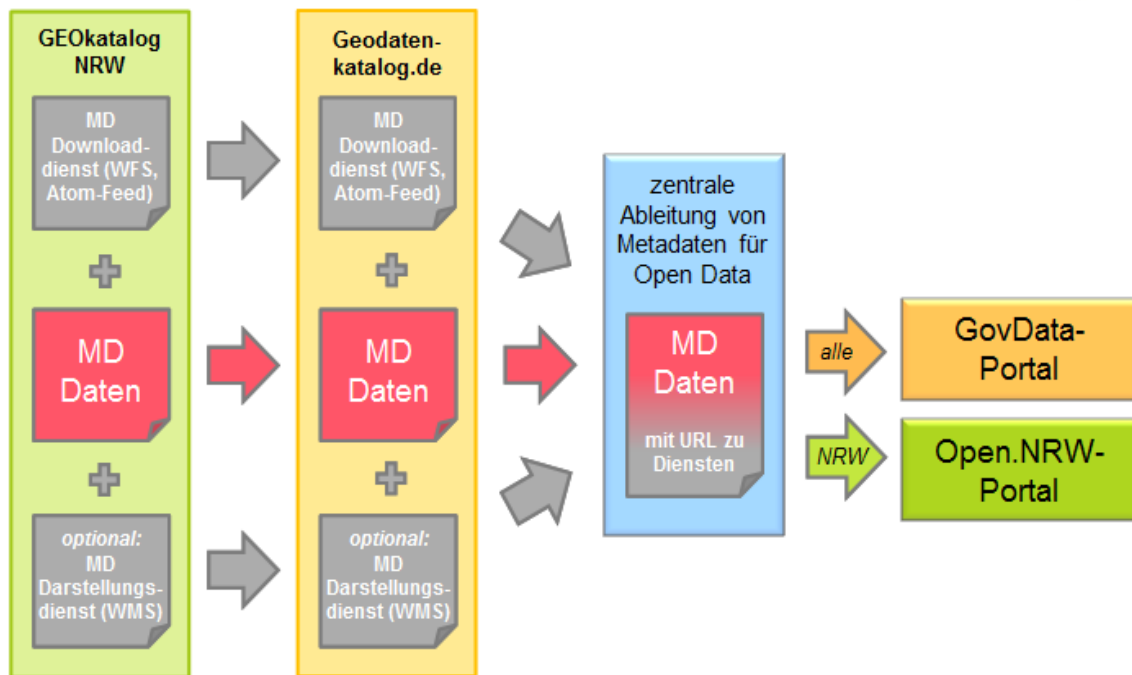 GEOkatalog
NRW
MD
Download-
dienst (WFS,
Atom-Feed)
MD
Daten
optional:
MD
Darstellungs-
dienst (WMS)
Geodaten-
katalog.de
MD
Download-
dienst (WFS,
Atom-Feed)
MD
Daten
optional:
MD
Darstellungs-
dienst (WMS)
zentrale
Ableitung von
Metadaten für
Open Data
MD
Daten
mit URL zu
Diensten
alle
GovData-
Portal
NRW
Open.NRW-
Portal